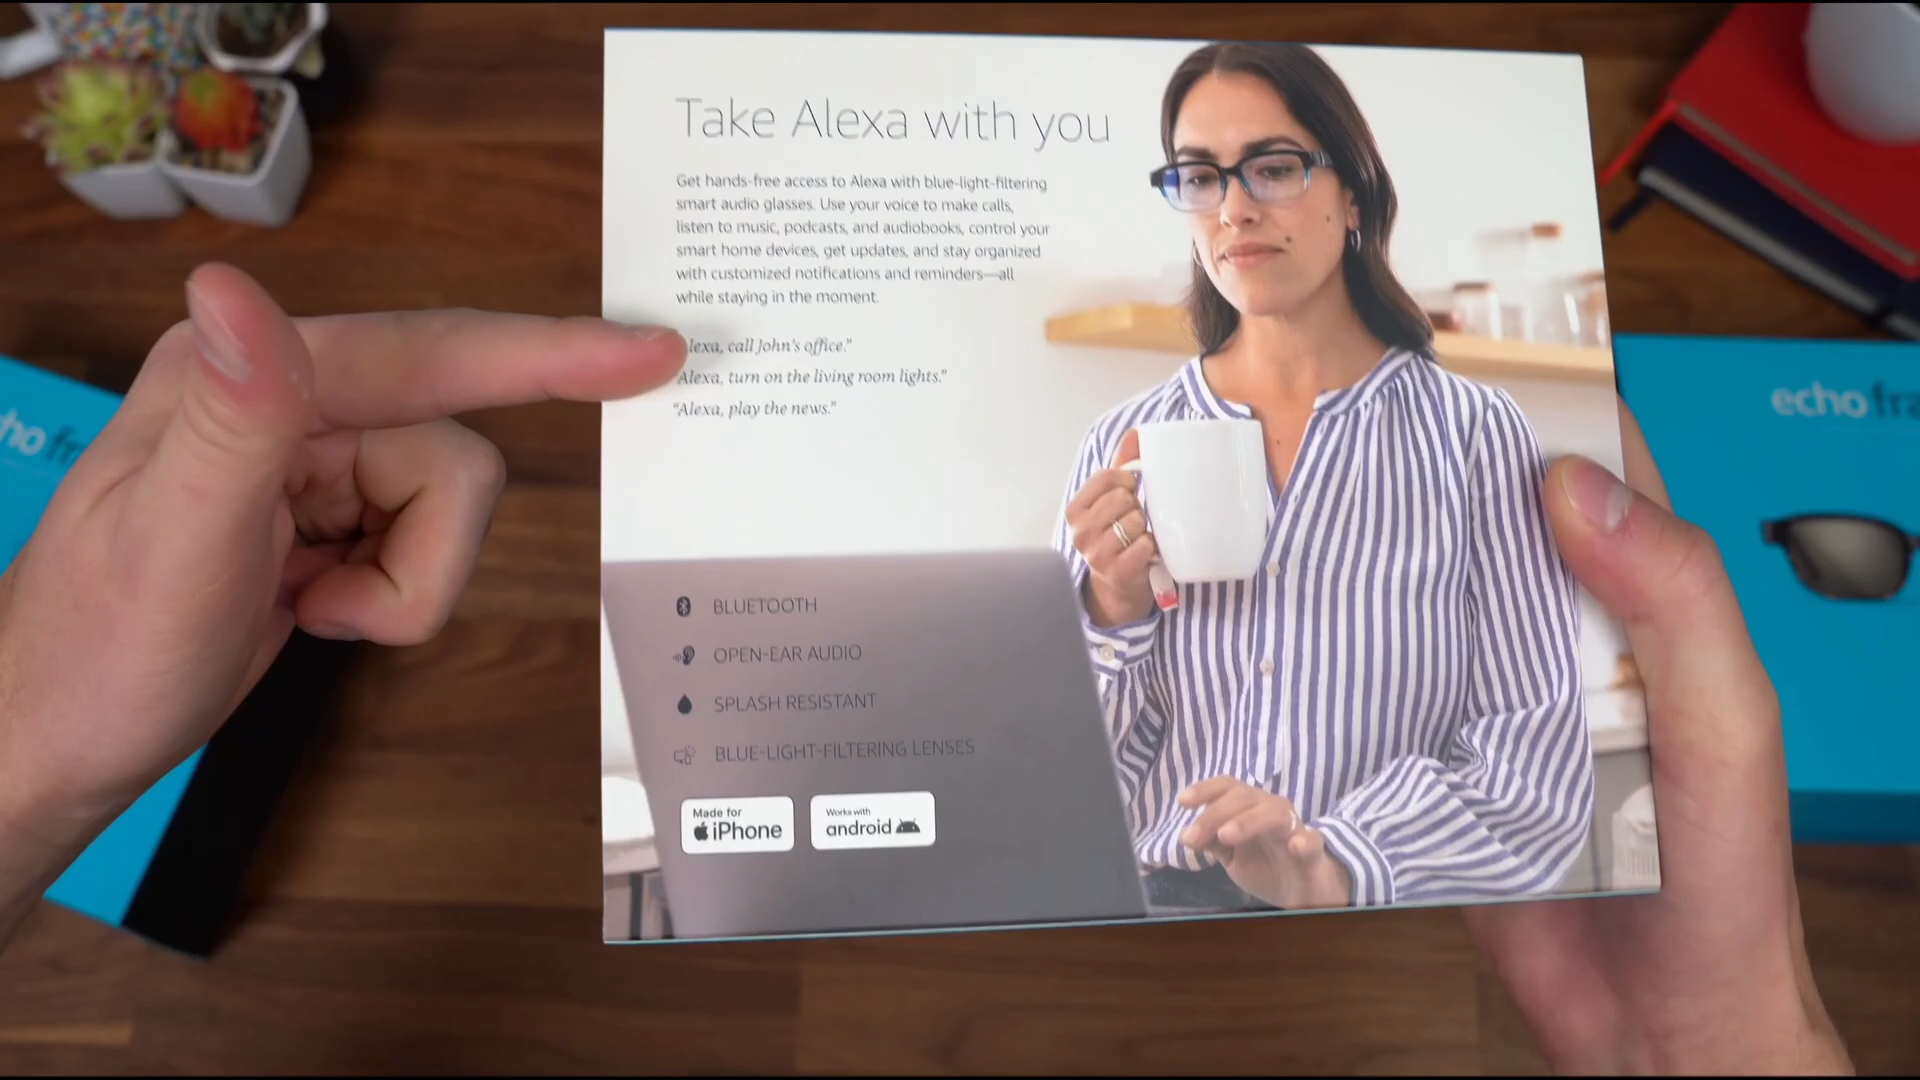 Take Alexa with you
Get hands-free access to Alexa with blue-light-filtering
smart audio glasses. Use your voice to make calls,
listen to music, podcasts, and audiobooks, control your
smart home devices, get updates, and stay organized
with customized notifications and reminders—all
while staying in the moment.
lexa, call John's office."
"Alexa, turn on the living room lights."
"Alexa, play the news."
BLUETOOTH
OPEN-EAR AUDIO
SPLASH RESISTANT
BLUE-LIGHT-FILTERING LENSES
Made for
iPhone
Works with
android
ho fr
echo fra